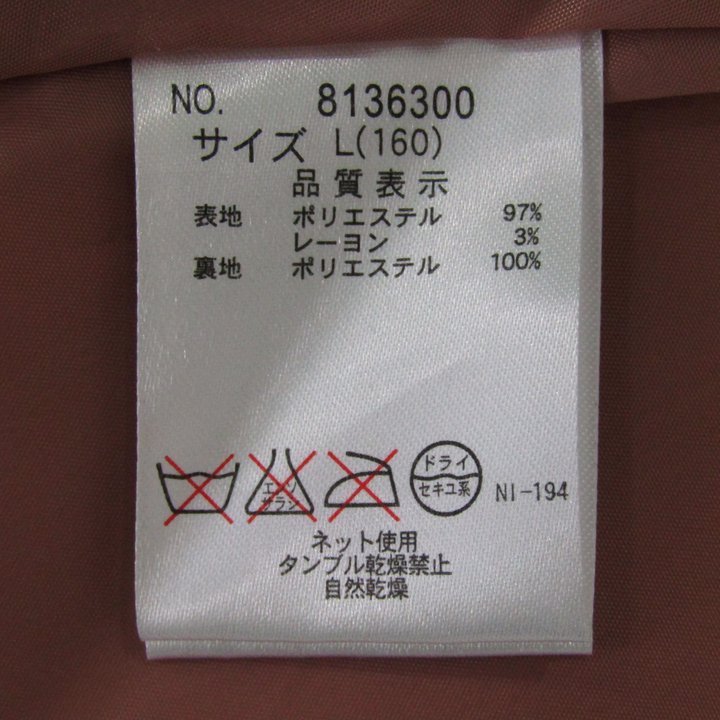 NO. 8136300
サイズ L(160)
品質表示
表地 ポリエステル 97%
レーヨン 3%
裏地 ポリエステル 100%
エンソ サラシ
ドライ
セキユ系
NI-194
ネット使用
タンブル乾燥禁止
自然乾燥